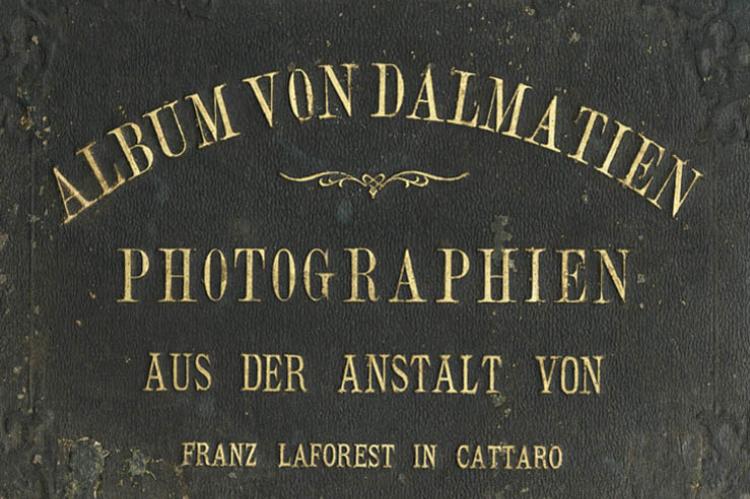 ALBUM VON DALMATIEN
PHOTOGRAPHIEN
AUS DER ANSTALT VON
FRANZ LAFOREST IN CATTARO